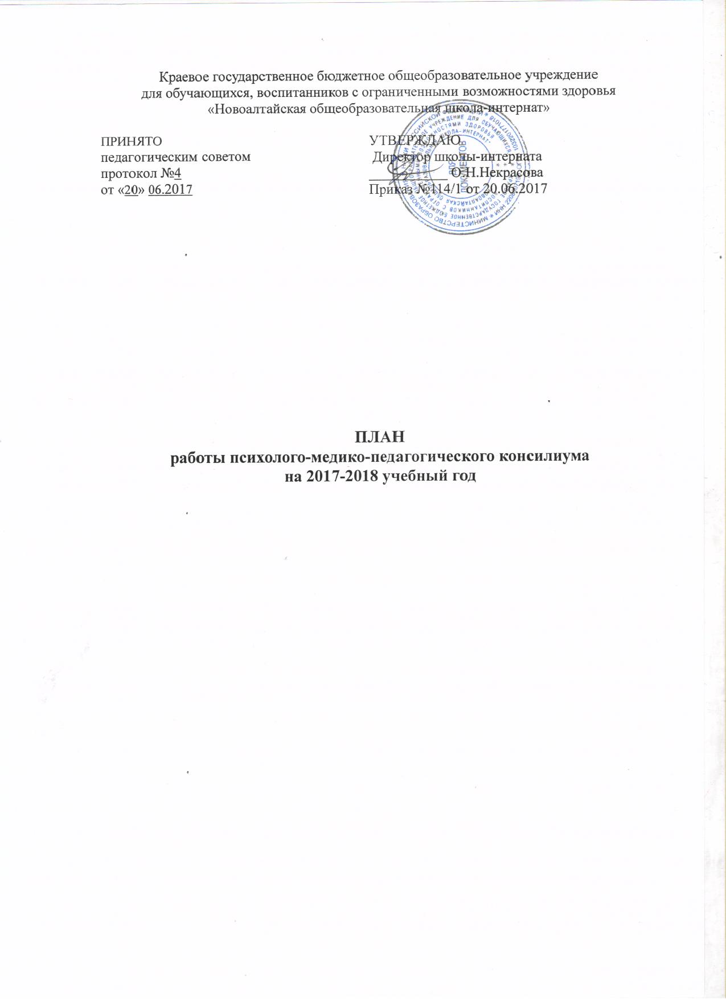 Краевое государственное бюджетное общеобразовательное учреждение
для обучающихся, воспитанников с ограниченными возможностями здоровья
«Новоалтайская общеобразовательная школа-интернат»
ПРИНЯТО
педагогическим советом
протокол №4
от «20» 06.2017
УТВЕРЖДАЮ
Директор школы-интерната
___________ О.Н.Некрасова
Приказ №114/1 от 20.06.2017
ДЛЯ
ДОКУМЕНТОВ
ПЛАН
работы психолого-медико-педагогического консилиума
на 2017-2018 учебный год